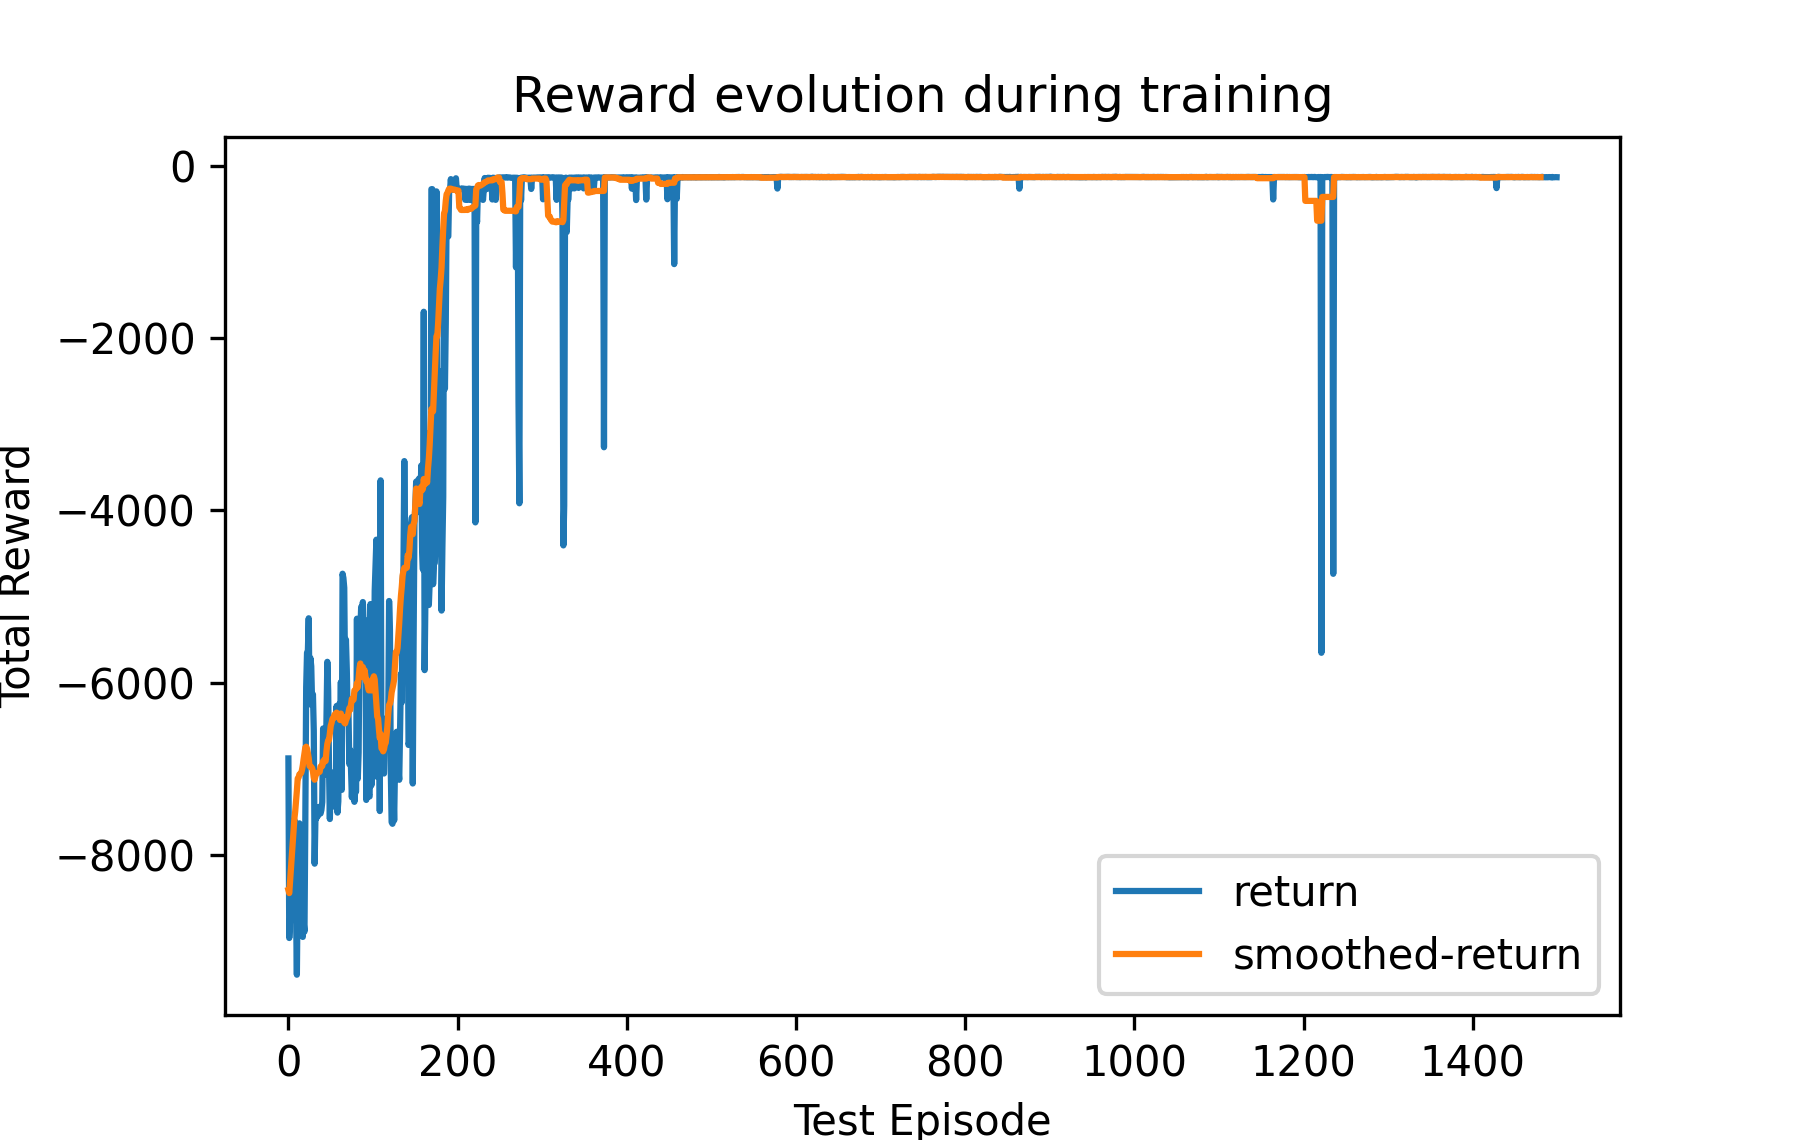 Reward evolution during training
0
−2000
−4000
−6000
−8000
Total Reward
return
smoothed-return
0 200 400 600 800 1000 1200 1400
Test Episode